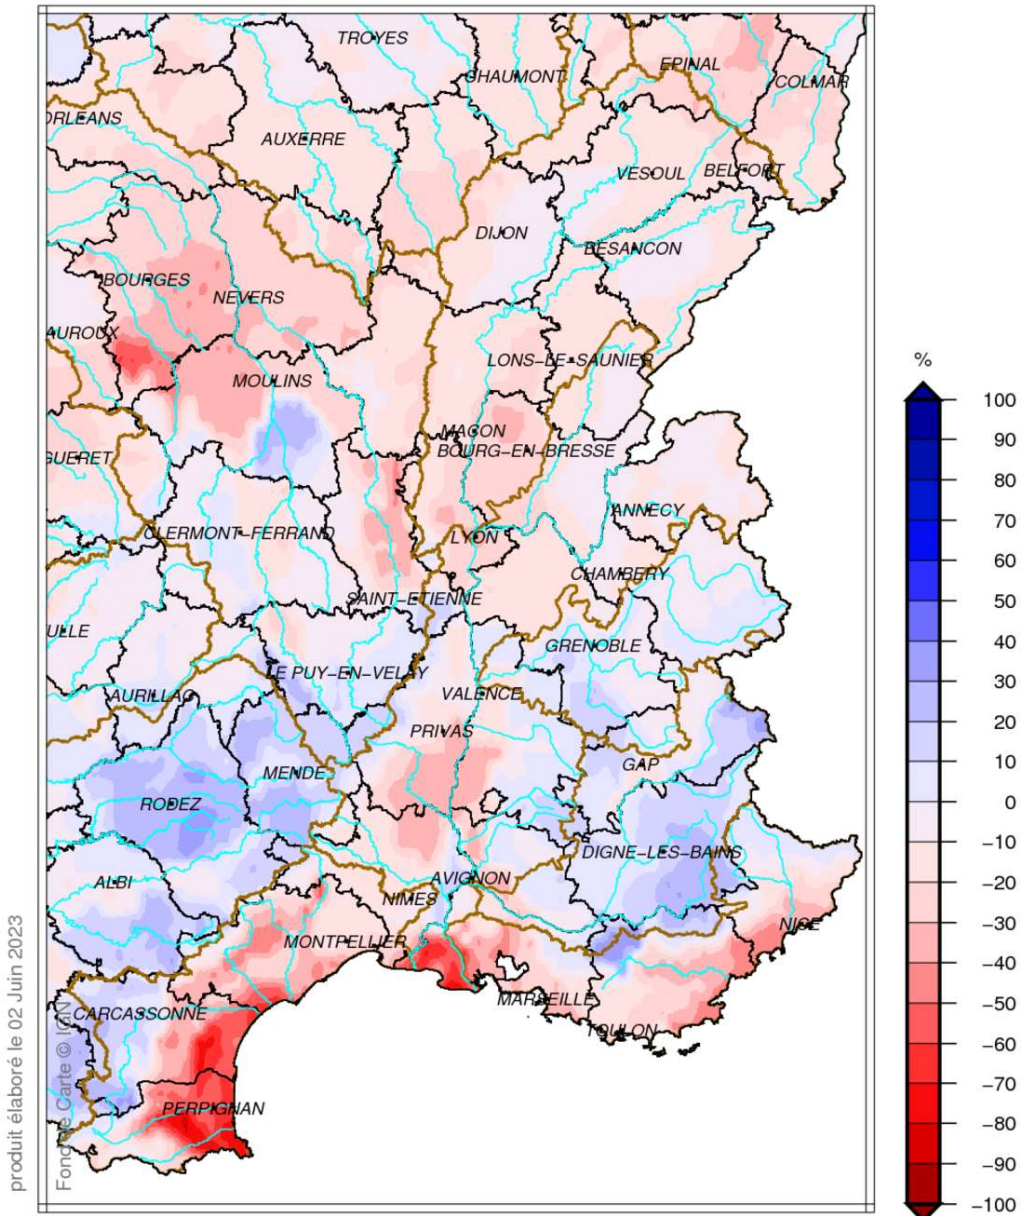 TROYES
CHAUMONT
EPINAL
COLMAR
ORLEANS
AUXERRE
VESOUL
BELFORT
DIJON
BESANCON
BOURGES
NEVERS
AUROUX
LONS-LE-SAUNIER
MOULINS
MACON
BOURG-EN-BRESSE
GUERET
ANNECY
CLERMONT-FERRAND
LYON
CHAMBERY
SAINT-ETIENNE
ULLE
GRENOBLE
LE PUY-EN-VELAY
AURILLAC
VALENCE
PRIVAS
GAP
MENDE
RODEZ
DIGNE-LES-BAINS
ALBI
AVIGNON
NIMES
NICE
MONTPELLIER
MARSEILLE
CARCASSONNE
TOULON
PERPIGNAN
%
100
90
80
70
60
50
40
30
20
10
0
-10
-20
-30
-40
-50
-60
-70
-80
-90
-100
produit élaboré le 02 Juin 2023
Fond de Carte © IGN